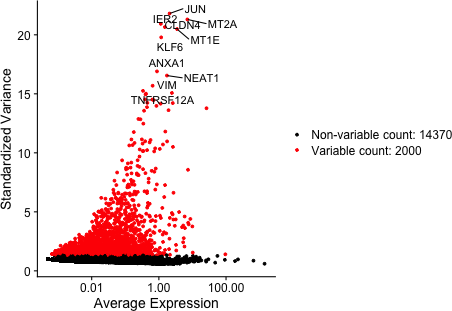 JUN
IER2
CLDN4
MT2A
MT1E
KLF6
ANXA1
NEAT1
VIM
TNFRSF12A
20
15
10
5
0
Standardized Variance
0.01
1.00
100.00
Average Expression
Non-variable count: 14370
Variable count: 2000